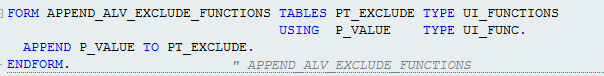 FORM APPEND_ALV_EXCLUDE_FUNCTIONS TABLES PT_EXCLUDE TYPE UI_FUNCTIONS
USING P_VALUE TYPE UI_FUNC.
APPEND P_VALUE TO PT_EXCLUDE.
ENDFORM. " APPEND_ALV_EXCLUDE_FUNCTIONS